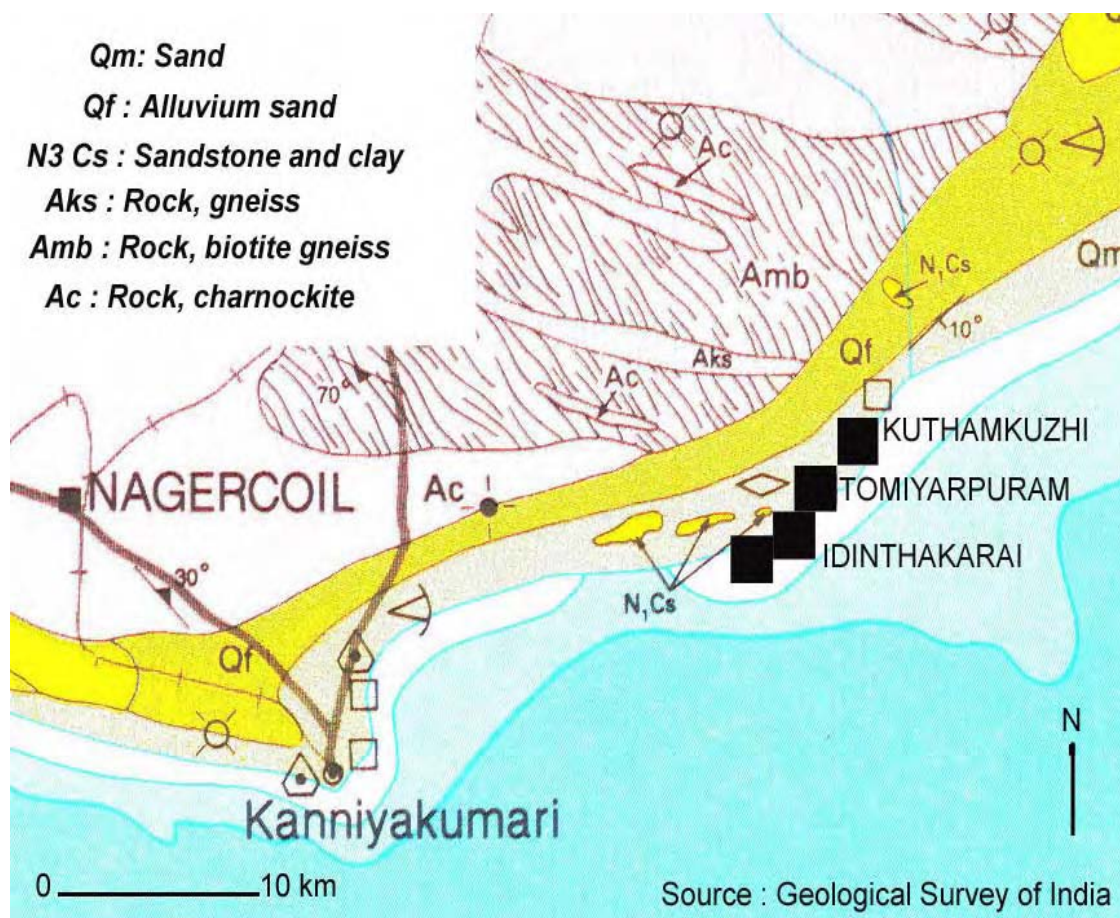 Qm: Sand
Qf : Alluvium sand
N3 Cs : Sandstone and clay
Aks : Rock, gneiss
Amb : Rock, biotite gneiss
Ac : Rock, charnockite
Ac
N₁Cs
Qm
Amb
10°
Aks
Qf
70°
Ac
KUTHAMKUZHI
NAGERCOIL
Ac
TOMIYARPURAM
IDINTHAKARAI
30°
N₁Cs
Qf
N
Kanniyakumari
0 10 km
Source : Geological Survey of India